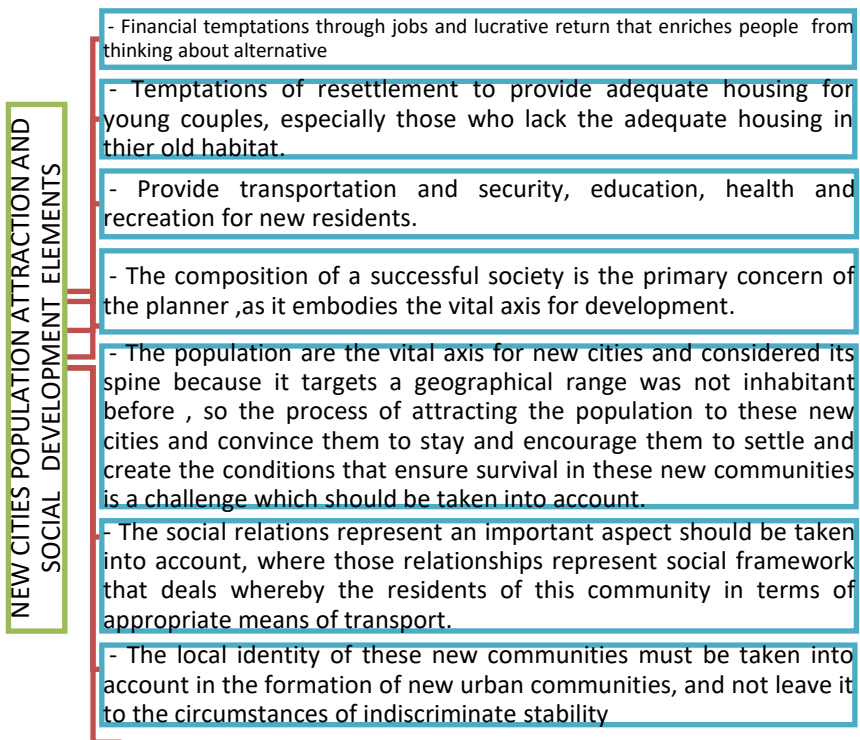 NEW CITIES POPULATION ATTRACTION AND
SOCIAL DEVELOPMENT ELEMENTS
- Financial temptations through jobs and lucrative return that enriches people from
thinking about alternative
- Temptations of resettlement to provide adequate housing for
young couples, especially those who lack the adequate housing in
thier old habitat.
- Provide transportation and security, education, health and
recreation for new residents.
- The composition of a successful society is the primary concern of
the planner ,as it embodies the vital axis for development.
- The population are the vital axis for new cities and considered its
spine because it targets a geographical range was not inhabitant
before , so the process of attracting the population to these new
cities and convince them to stay and encourage them to settle and
create the conditions that ensure survival in these new communities
is a challenge which should be taken into account.
- The social relations represent an important aspect should be taken
into account, where those relationships represent social framework
that deals whereby the residents of this community in terms of
appropriate means of transport.
- The local identity of these new communities must be taken into
account in the formation of new urban communities, and not leave it
to the circumstances of indiscriminate stability